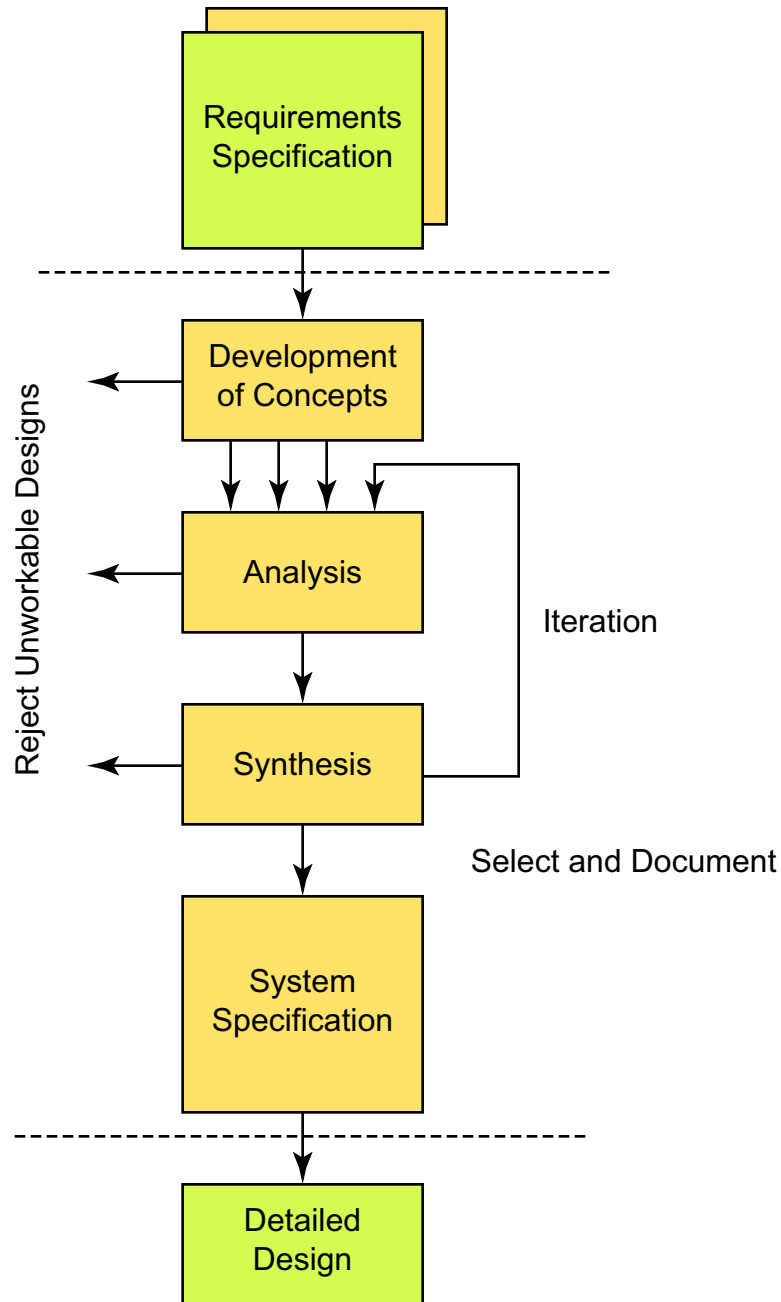 Requirements
Specification
Development
of Concepts
Reject Unworkable Designs
Analysis
Iteration
Synthesis
Select and Document
System
Specification
Detailed
Design